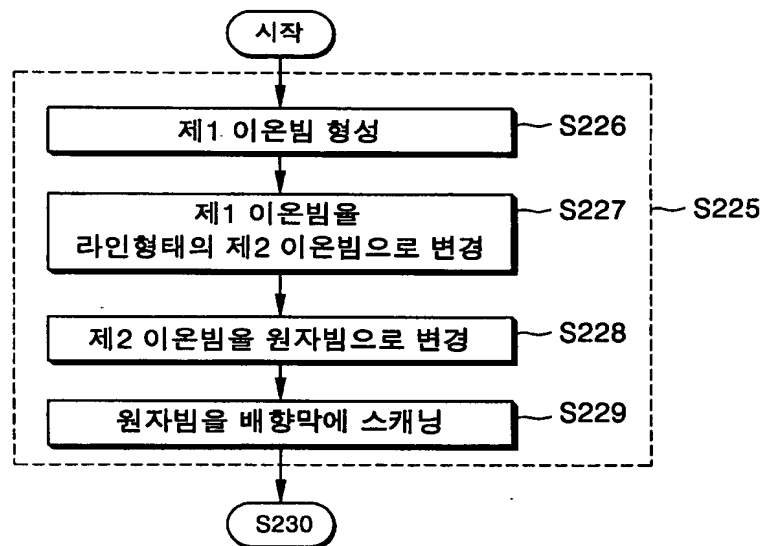 시작
제1 이온빔 형성
S226
제1 이온빔을
라인형태의 제2 이온빔으로 변경
S227
S225
제2 이온빔을 원자빔으로 변경
S228
원자빔을 배향막에 스캐닝
S229
S230